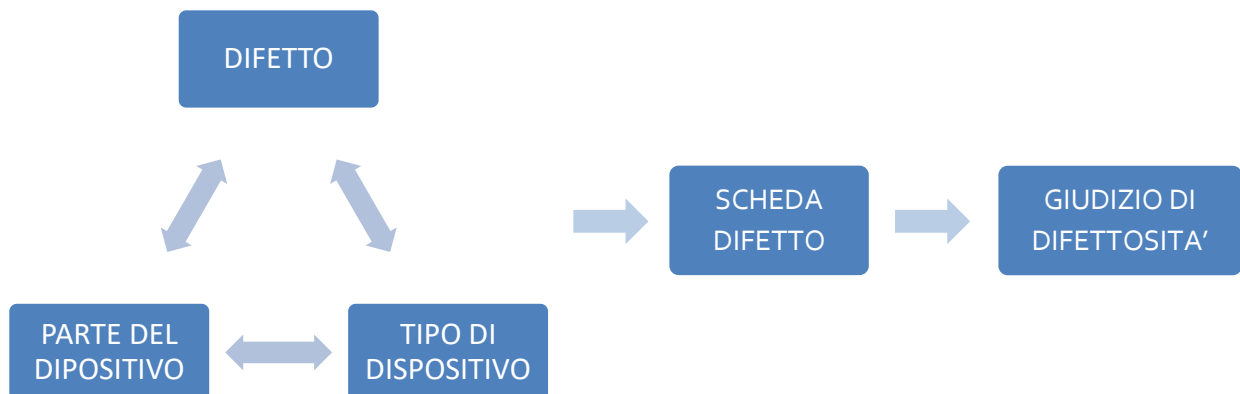 DIFETTO
SCHEDA
DIFETTO
GIUDIZIO DI
DIFETTOSITA’
PARTE DEL
DIPOSITIVO
TIPO DI
DISPOSITIVO